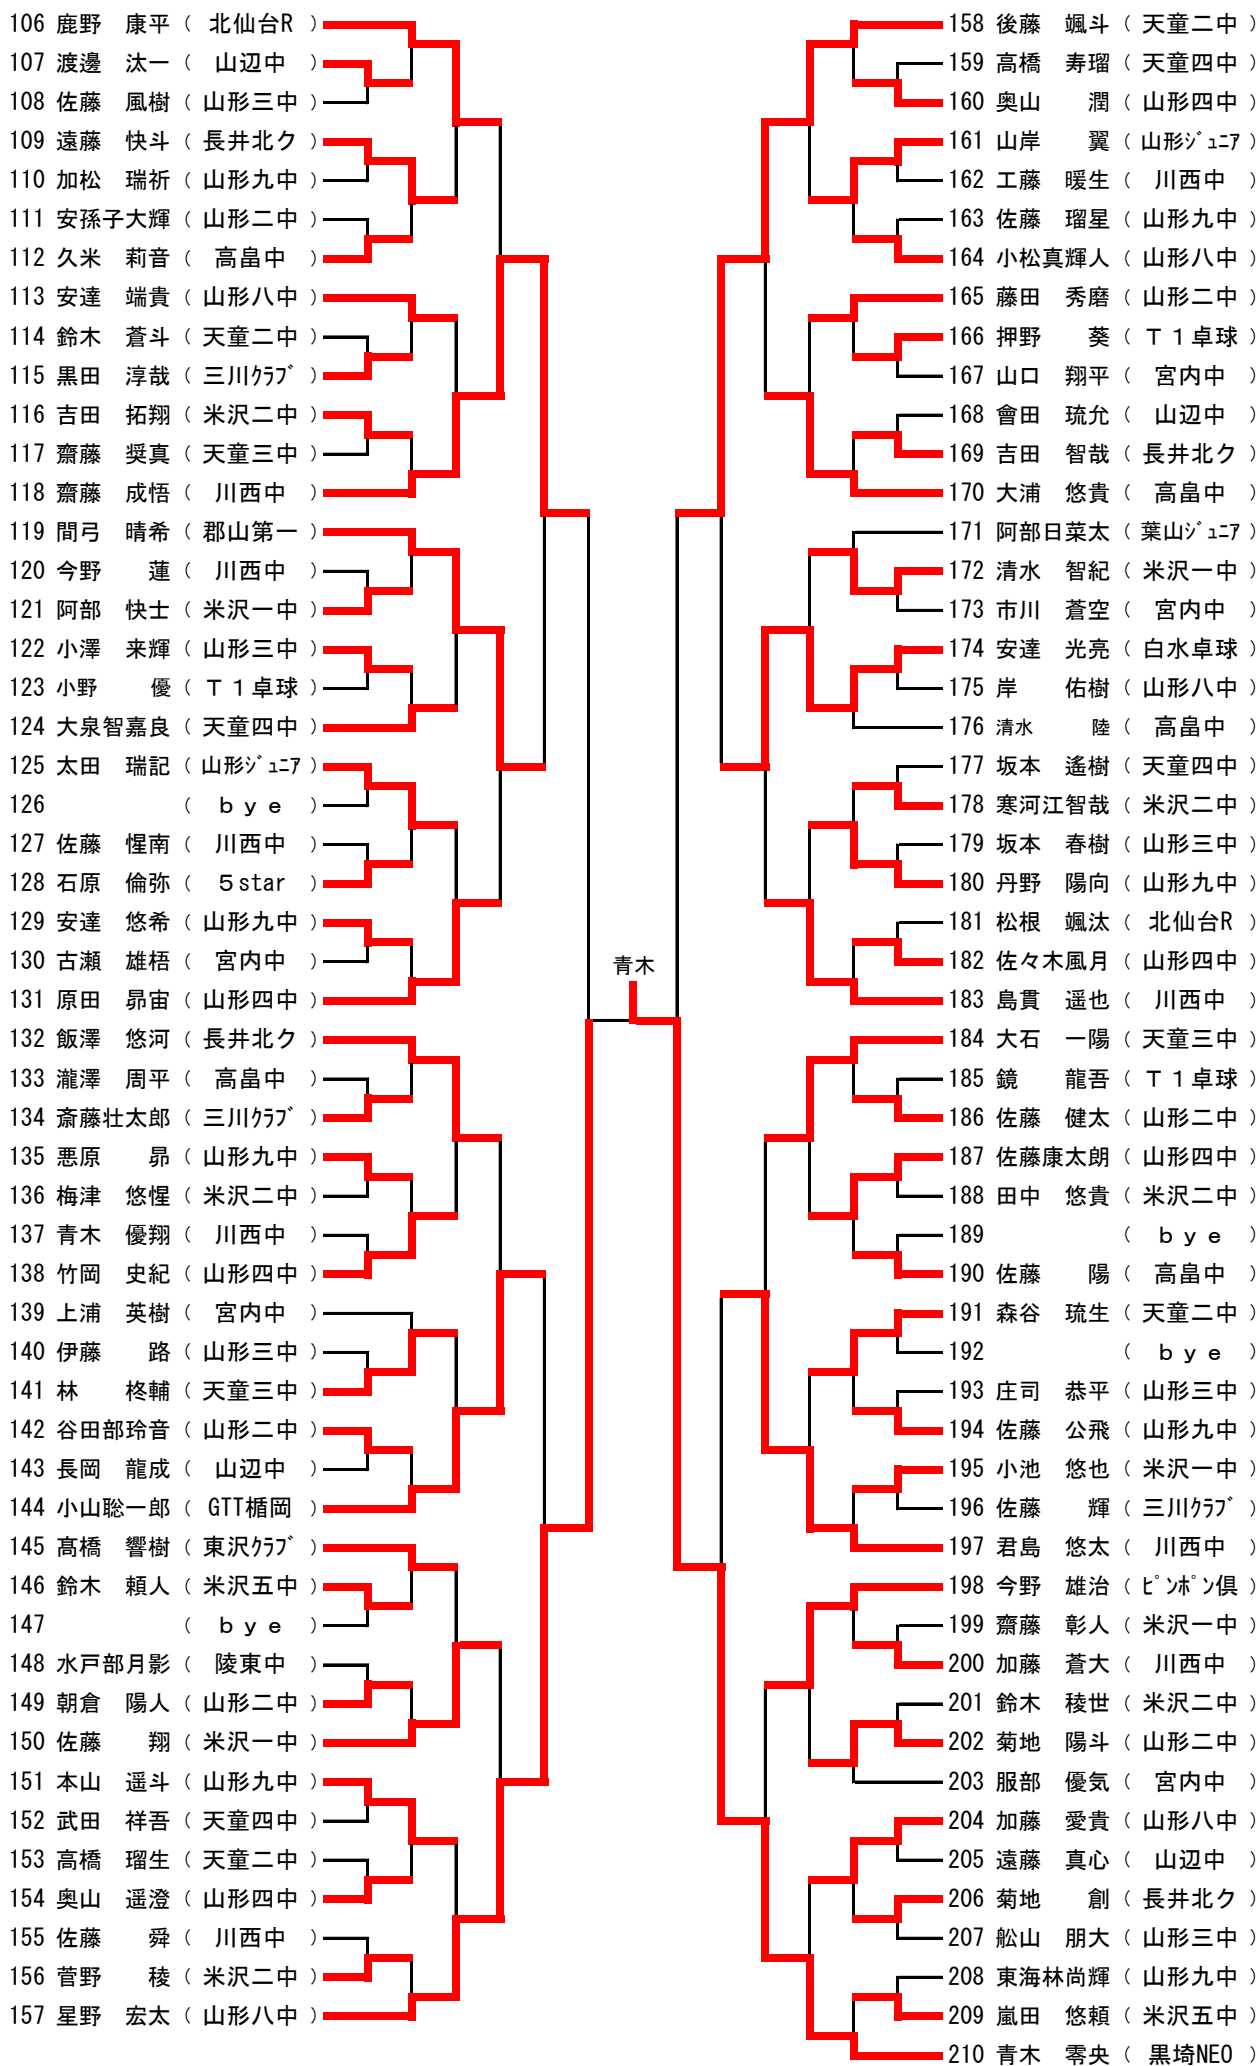 106 鹿野　康平 ( 北仙台R )
107 渡邊　汰一 ( 山辺中 )
108 佐藤　風樹 ( 山形三中 )
109 遠藤　快斗 ( 長井北ク )
110 加松　瑞祈 ( 山形九中 )
111 安孫子大輝 ( 山形二中 )
112 久米　莉音 ( 高畠中 )
113 安達　端貴 ( 山形八中 )
114 鈴木　蒼斗 ( 天童二中 )
115 黒田　淳哉 ( 三川ｸﾗﾌﾞ )
116 吉田　拓翔 ( 米沢二中 )
117 齋藤　奨真 ( 天童三中 )
118 齋藤　成悟 ( 川西中 )
119 間弓　晴希 ( 郡山第一 )
120 今野　　蓮 ( 川西中 )
121 阿部　快士 ( 米沢一中 )
122 小澤　来輝 ( 山形三中 )
123 小野　　優 ( Ｔ１卓球 )
124 大泉智嘉良 ( 天童四中 )
125 太田　瑞記 ( 山形ｼﾞｭﾆｱ )
126 ( ｂｙｅ )
127 佐藤　惺南 ( 川西中 )
128 石原　倫弥 ( ５star )
129 安達　悠希 ( 山形九中 )
130 古瀬　雄梧 ( 宮内中 )
131 原田　昴宙 ( 山形四中 )
132 飯澤　悠河 ( 長井北ク )
133 瀧澤　周平 ( 高畠中 )
134 斎藤壮太郎 ( 三川ｸﾗﾌﾞ )
135 悪原　　昴 ( 山形九中 )
136 梅津　悠惺 ( 米沢二中 )
137 青木　優翔 ( 川西中 )
138 竹岡　史紀 ( 山形四中 )
139 上浦　英樹 ( 宮内中 )
140 伊藤　　路 ( 山形三中 )
141 林　　柊輔 ( 天童三中 )
142 谷田部玲音 ( 山形二中 )
143 長岡　龍成 ( 山辺中 )
144 小山聡一郎 ( GTT楯岡 )
145 髙橋　響樹 ( 東沢ｸﾗﾌﾞ )
146 鈴木　頼人 ( 米沢五中 )
147 ( ｂｙｅ )
148 水戸部月影 ( 陵東中 )
149 朝倉　陽人 ( 山形二中 )
150 佐藤　　翔 ( 米沢一中 )
151 本山　遥斗 ( 山形九中 )
152 武田　祥吾 ( 天童四中 )
153 高橋　瑠生 ( 天童二中 )
154 奥山　遥澄 ( 山形四中 )
155 佐藤　　舜 ( 川西中 )
156 菅野　　稜 ( 米沢二中 )
157 星野　宏太 ( 山形八中 )
青木
158 後藤　颯斗 ( 天童二中 )
159 高橋　寿瑠 ( 天童四中 )
160 奥山　　潤 ( 山形四中 )
161 山岸　　翼 ( 山形ｼﾞｭﾆｱ )
162 工藤　暖生 ( 川西中 )
163 佐藤　瑠星 ( 山形九中 )
164 小松真輝人 ( 山形八中 )
165 藤田　秀磨 ( 山形二中 )
166 押野　　葵 ( Ｔ１卓球 )
167 山口　翔平 ( 宮内中 )
168 會田　琉允 ( 山辺中 )
169 吉田　智哉 ( 長井北ク )
170 大浦　悠貴 ( 高畠中 )
171 阿部日菜太 ( 葉山ｼﾞｭﾆｱ )
172 清水　智紀 ( 米沢一中 )
173 市川　蒼空 ( 宮内中 )
174 安達　光亮 ( 白水卓球 )
175 岸　　佑樹 ( 山形八中 )
176 清水　　陸 ( 高畠中 )
177 坂本　遙樹 ( 天童四中 )
178 寒河江智哉 ( 米沢二中 )
179 坂本　春樹 ( 山形三中 )
180 丹野　陽向 ( 山形九中 )
181 松根　颯汰 ( 北仙台R )
182 佐々木風月 ( 山形四中 )
183 島貫　遥也 ( 川西中 )
184 大石　一陽 ( 天童三中 )
185 鏡　　龍吾 ( Ｔ１卓球 )
186 佐藤　健太 ( 山形二中 )
187 佐藤康太朗 ( 山形四中 )
188 田中　悠貴 ( 米沢二中 )
189 ( ｂｙｅ )
190 佐藤　　陽 ( 高畠中 )
191 森谷　琉生 ( 天童二中 )
192 ( ｂｙｅ )
193 庄司　恭平 ( 山形三中 )
194 佐藤　公飛 ( 山形九中 )
195 小池　悠也 ( 米沢一中 )
196 佐藤　　輝 ( 三川ｸﾗﾌﾞ )
197 君島　悠太 ( 川西中 )
198 今野　雄治 ( ﾋﾟﾝﾎﾟﾝ倶 )
199 齋藤　彰人 ( 米沢一中 )
200 加藤　蒼大 ( 川西中 )
201 鈴木　稜世 ( 米沢二中 )
202 菊地　陽斗 ( 山形二中 )
203 服部　優気 ( 宮内中 )
204 加藤　愛貴 ( 山形八中 )
205 遠藤　真心 ( 山辺中 )
206 菊地　　創 ( 長井北ク )
207 舩山　朋大 ( 山形三中 )
208 東海林尚輝 ( 山形九中 )
209 嵐田　悠頼 ( 米沢五中 )
210 青木　零央 ( 黒埼NEO )